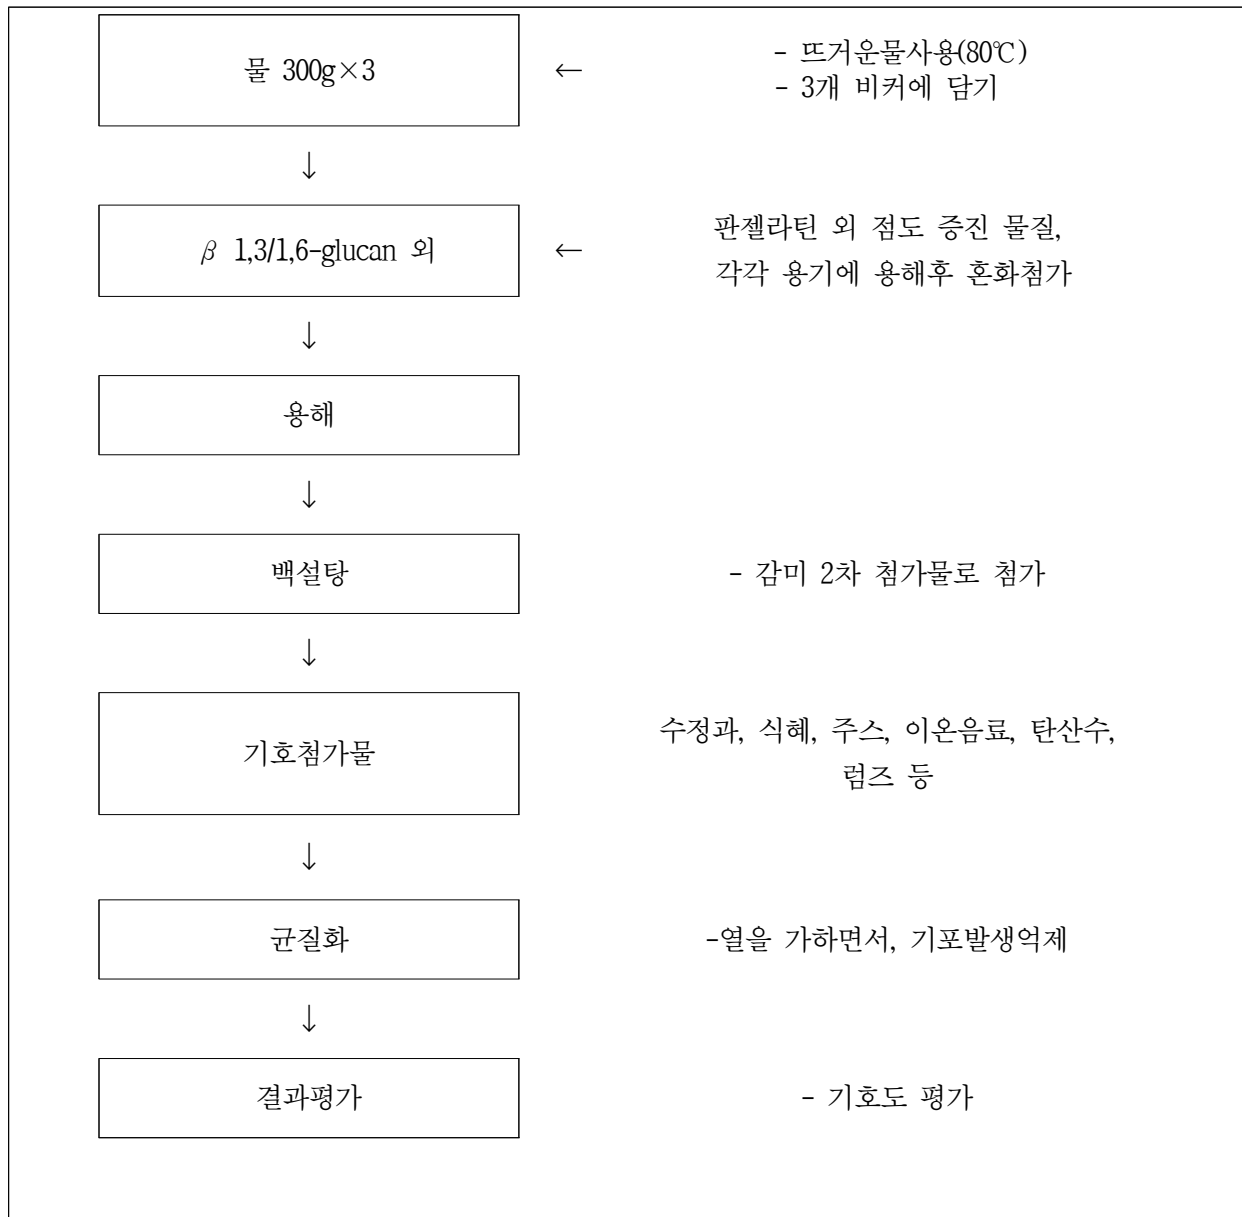 물 300g×3
←
- 뜨거운물사용(80℃)
- 3개 비커에 담기
↓
β 1,3/1,6-glucan 외
←
판젤라틴 외 점도 증진 물질,
각각 용기에 용해후 혼화첨가
↓
용해
↓
백설탕
- 감미 2차 첨가물로 첨가
↓
기호첨가물
수정과, 식혜, 주스, 이온음료, 탄산수,
럼즈 등
↓
균질화
-열을 가하면서, 기포발생억제
↓
결과평가
- 기호도 평가